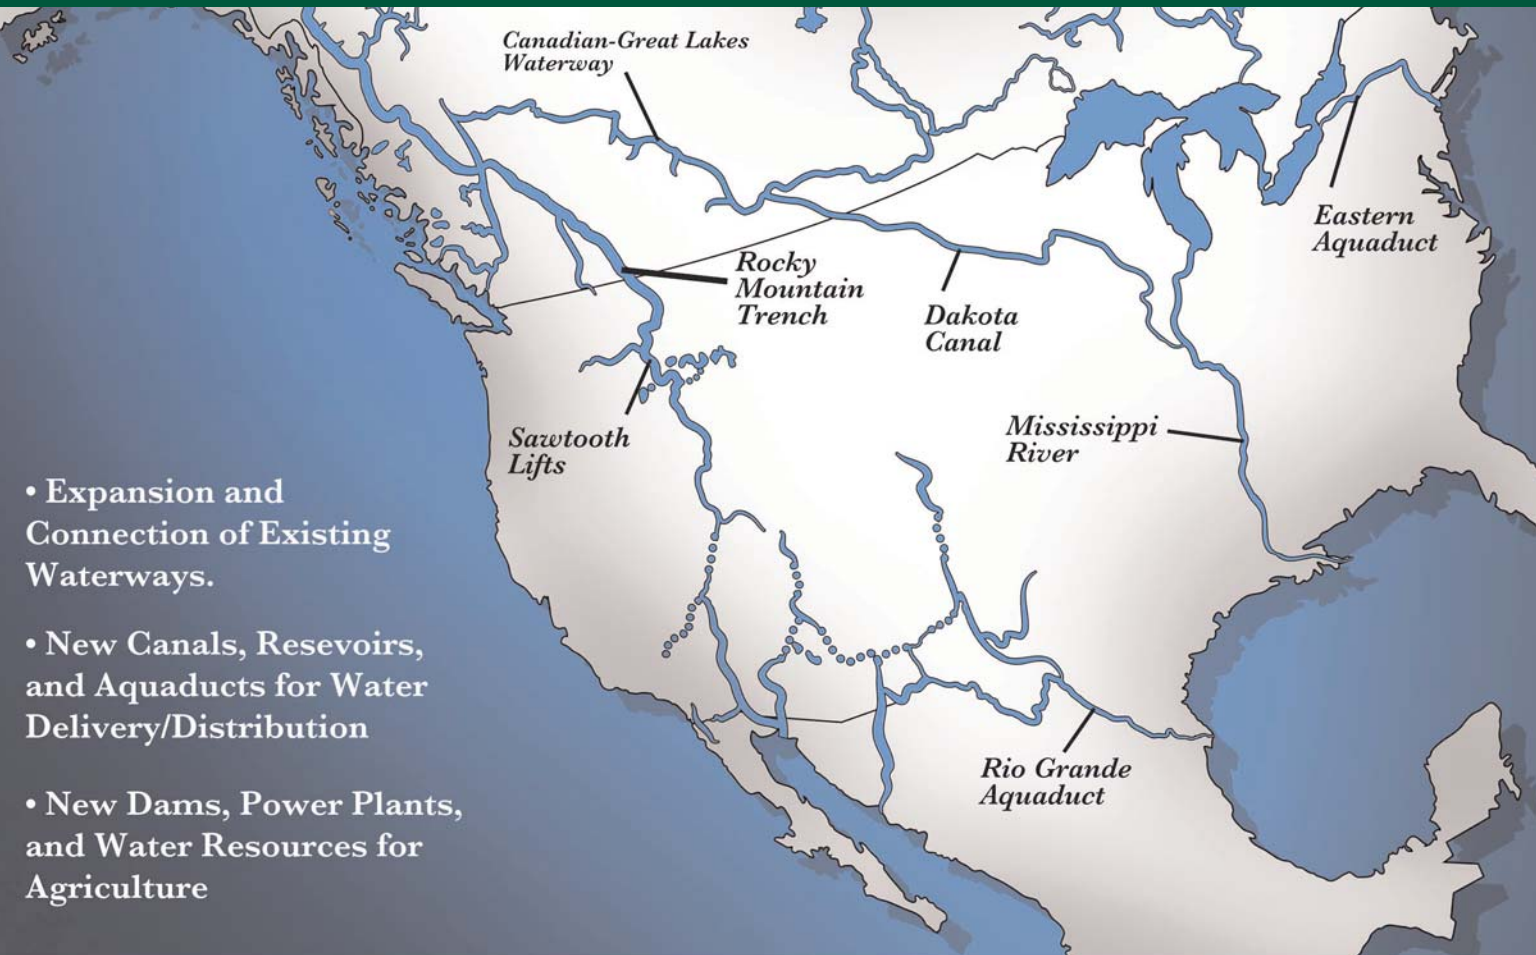 Canadian-Great Lakes
Waterway
Eastern
Aquaduct
Rocky
Mountain
Trench
Dakota
Canal
Mississippi
River
Sawtooth
Lifts
• Expansion and
Connection of Existing
Waterways.
• New Canals, Resevoirs,
and Aquaducts for Water
Delivery/Distribution
Rio Grande
Aquaduct
• New Dams, Power Plants,
and Water Resources for
Agriculture